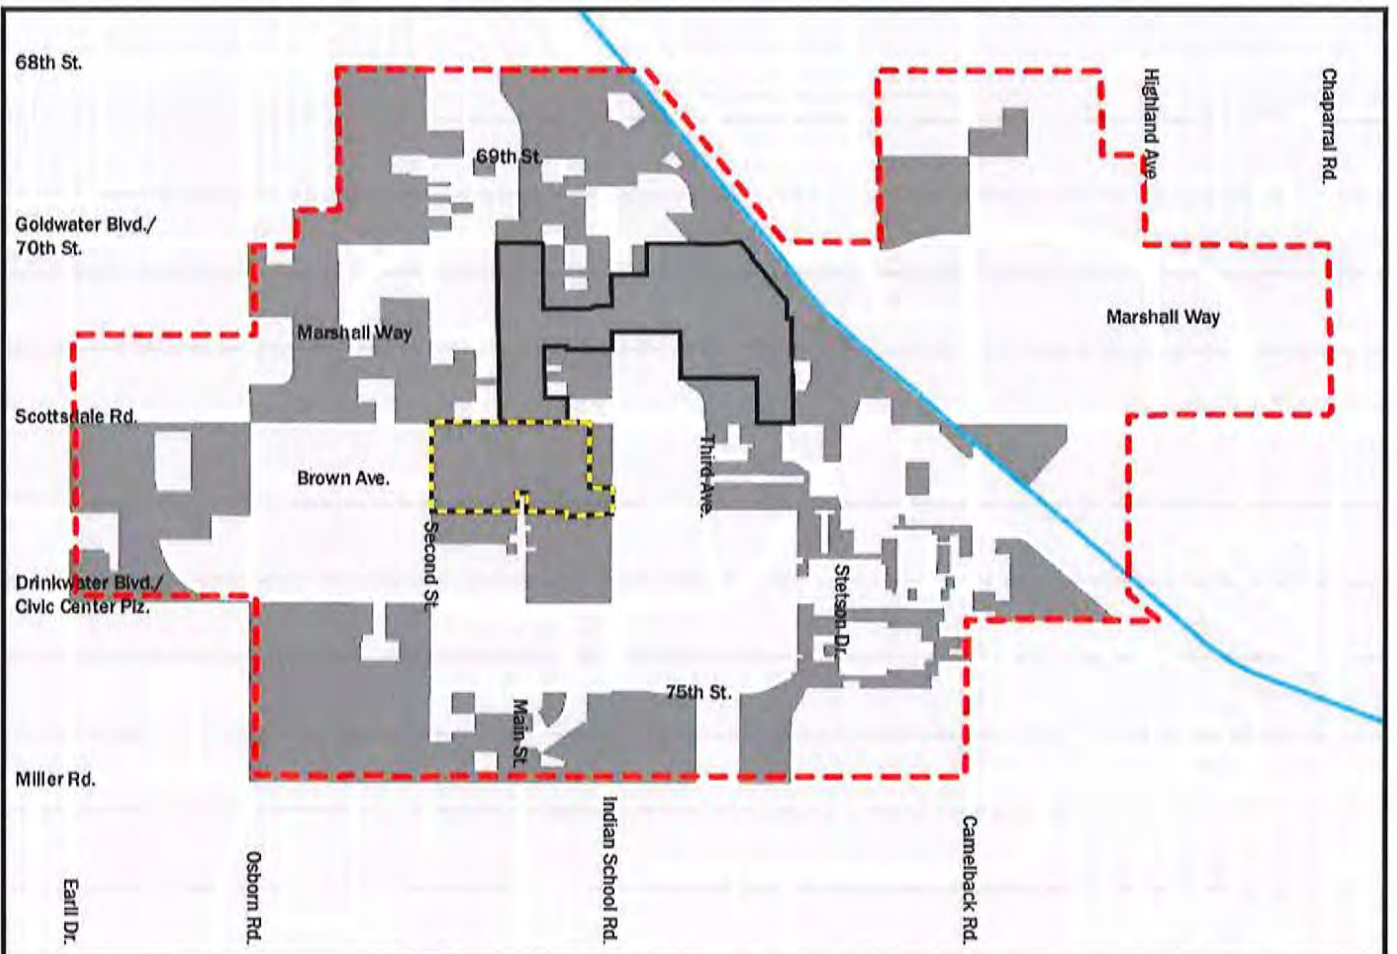 68th St.
Highland Ave.
Chaparral Rd.
69th St.
Goldwater Blvd./
70th St.
Marshall Way
Marshall Way
Scottsdale Rd.
Third Ave.
Brown Ave.
Second St.
Stetson Dr.
Drinkwater Blvd./
Civic Center Plz.
75th St.
Main St.
Miller Rd.
Indian School Rd.
Camelback Rd.
Osborn Rd.
Earll Dr.